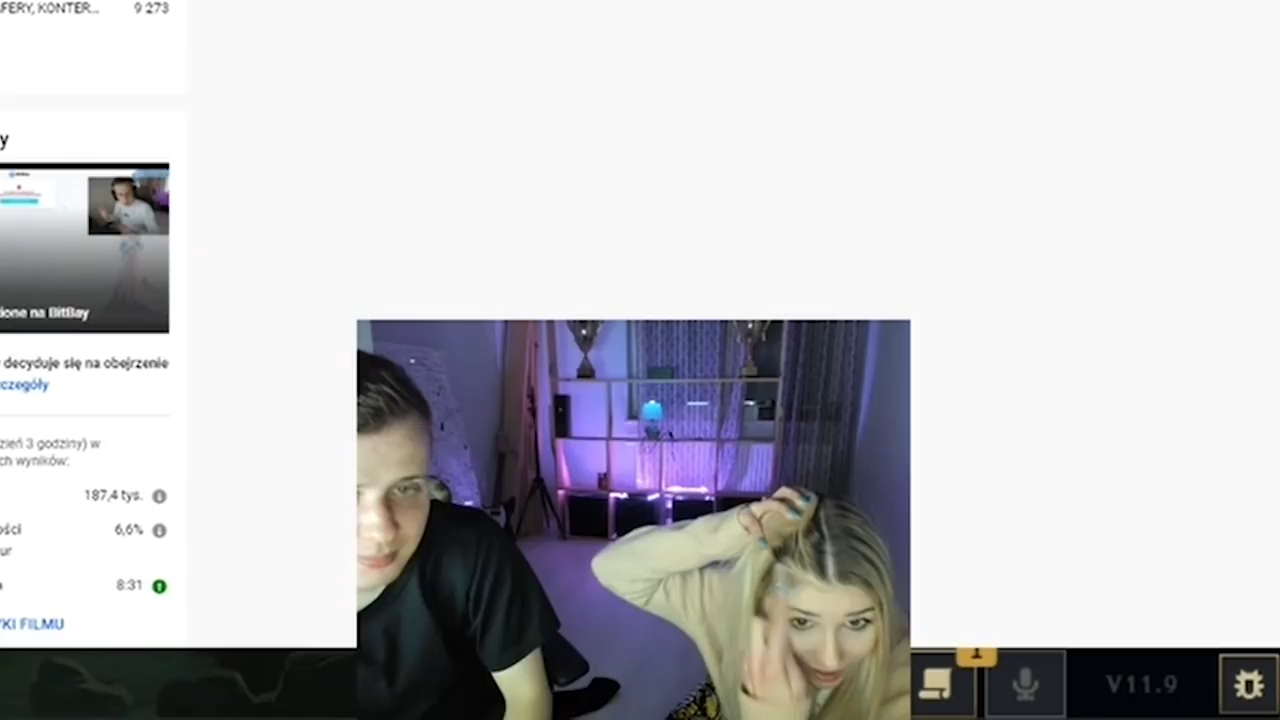 FERY, KONTER... 9 273
y
ione na BitBay
decyduje się na obejrzenie
czegóły
zień 3 godziny) w
ch wyników:
187,4 tys.
ości 6,6%
ur
a 8:31
KI FILMU
1
V11.9